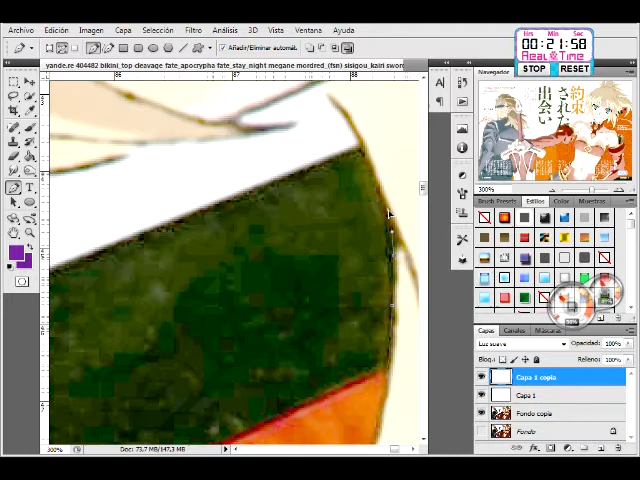 Hrs Min Sec
00:21:58
Real & Time
STOP RESET
Archivo Edición Imagen Capa Selección Filtro Análisis 3D Vista Ventana Ayuda
Añadir/Eliminar automát.
yande.re 404482 bikini_top cleavage fate_apocrypha fate_stay_night megane mordred_(fsn) sisigou_kairi sword
86 87 88
Navegador
約束
された
出会い
300%
Brush Presets Estilos Color Muestras
Capas Canales Máscaras
Luz suave Opacidad: 100%
Bloq.: Relleno: 100%
Capa 1 copia
Capa 1
Fondo copia
Fondo
300% Doc: 73,7 MB/147,3 MB